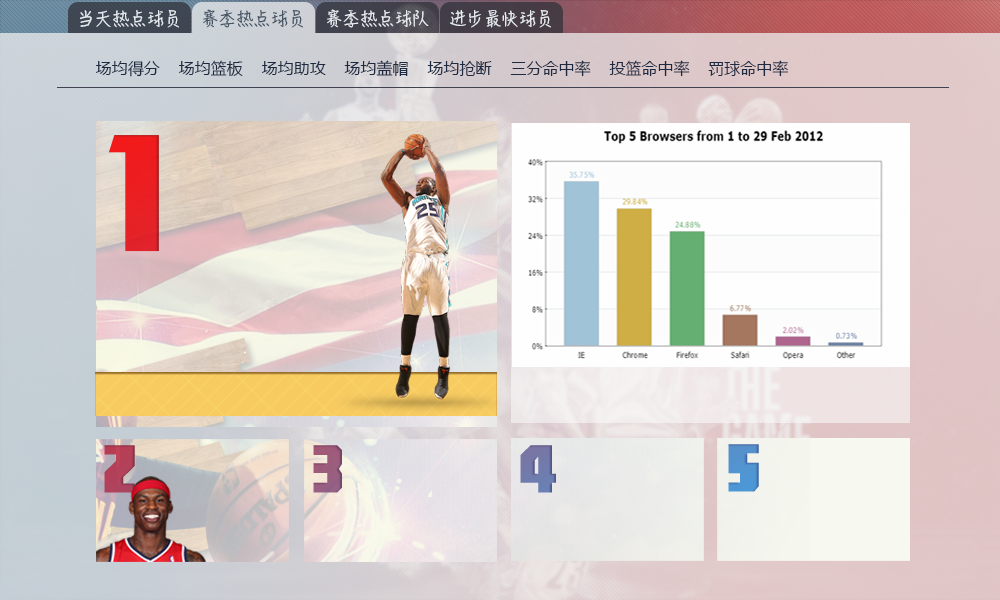 当天热点球员 赛季热点球员 赛季热点球队 进步最快球员
场均得分 场均篮板 场均助攻 场均盖帽 场均抢断 三分命中率 投篮命中率 罚球命中率
1
25
Top 5 Browsers from 1 to 29 Feb 2012
40%
32%
24%
16%
8%
0%
35.75%
29.84%
24.88%
6.77%
2.02%
0.73%
IE Chrome Firefox Safari Opera Other
THE
GAME
2 3 4 5